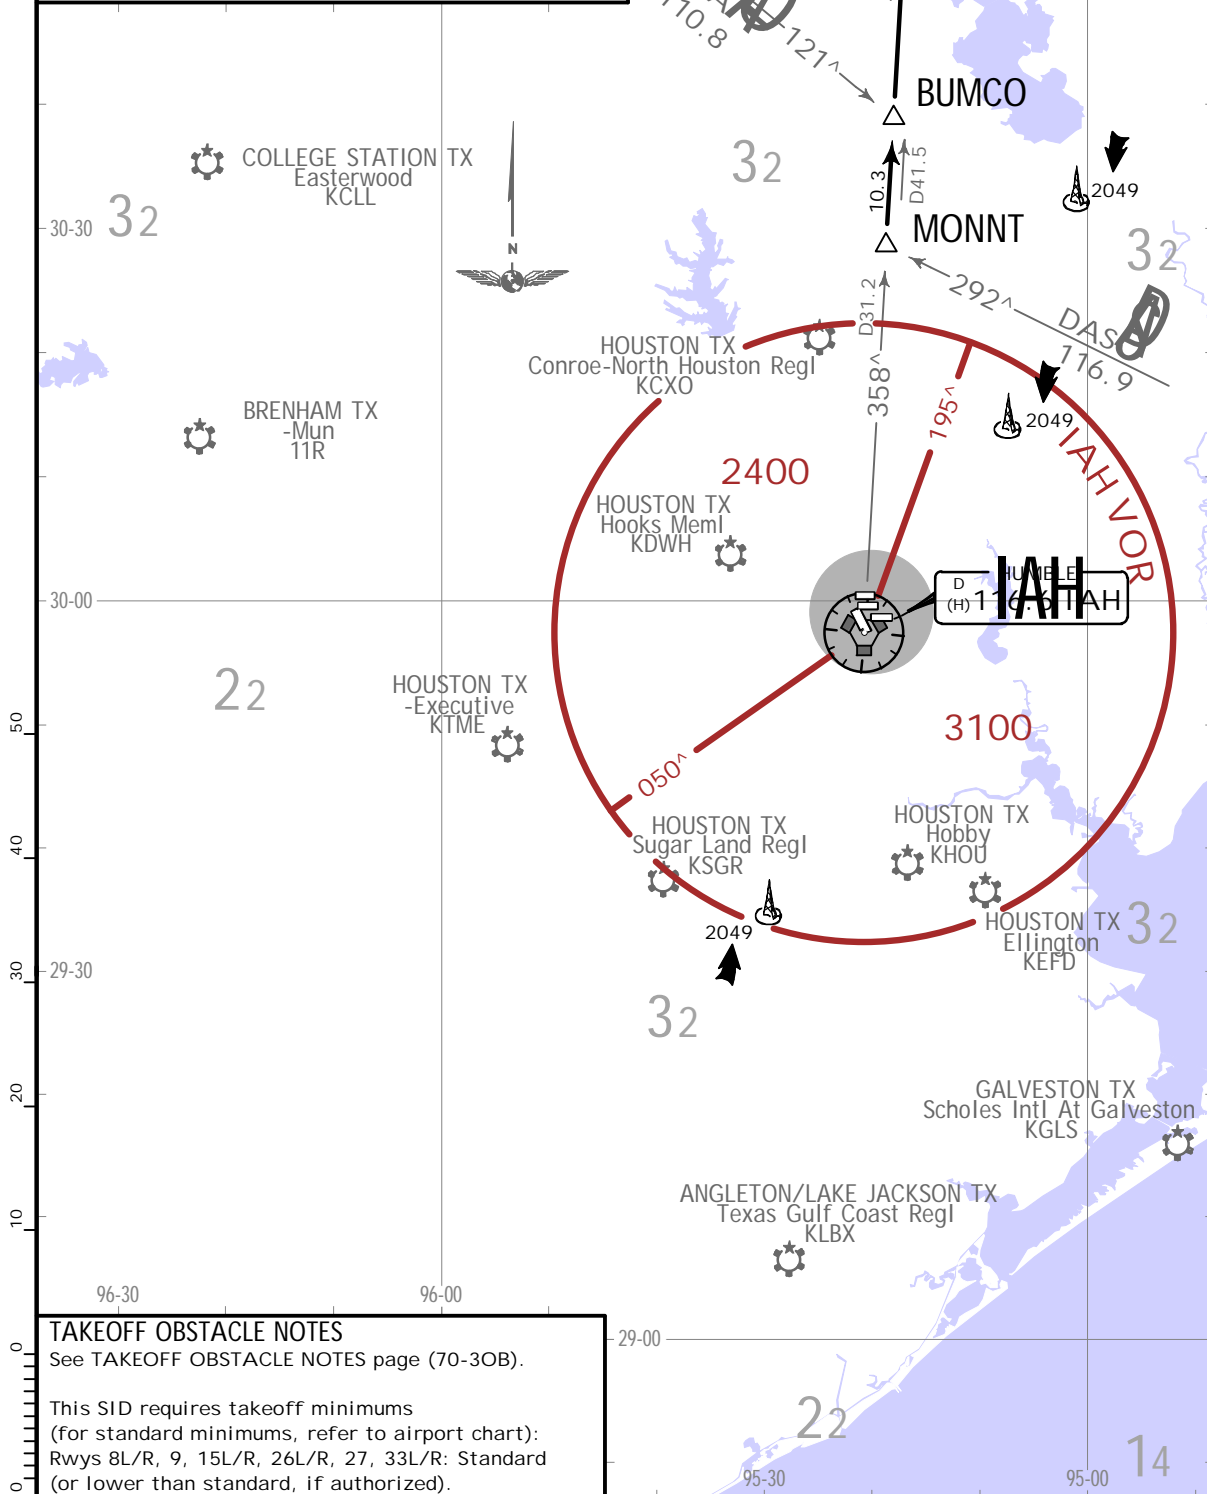 110.8
121^
BUMCO
COLLEGE STATION TX
Easterwood
KCLL
32
32
10.3
D41.5
2049
30-30
MONNT
32
N
292^
DAS
116.9
D31.2
HOUSTON TX
Conroe-North Houston Regl
KCXO
358^
195^
BRENHAM TX
-Mun
11R
2049
IAH VOR
2400
HOUSTON TX
Hooks Meml
KDWH
30-00
D
(H)
HUMBLE
116.6 IAH
IAH
22
HOUSTON TX
-Executive
KTME
50
3100
050^
HOUSTON TX
Sugar Land Regl
KSGR
HOUSTON TX
Hobby
KHOU
40
2049
HOUSTON TX
Ellington
KEFD
32
30
29-30
32
20
GALVESTON TX
Scholes Intl At Galveston
KGLS
ANGLETON/LAKE JACKSON TX
Texas Gulf Coast Regl
KLBX
10
96-30
96-00
29-00
0
TAKEOFF OBSTACLE NOTES
See TAKEOFF OBSTACLE NOTES page (70-3OB).
This SID requires takeoff minimums
(for standard minimums, refer to airport chart):
Rwys 8L/R, 9, 15L/R, 26L/R, 27, 33L/R: Standard
(or lower than standard, if authorized).
22
14
95-30
95-00
0